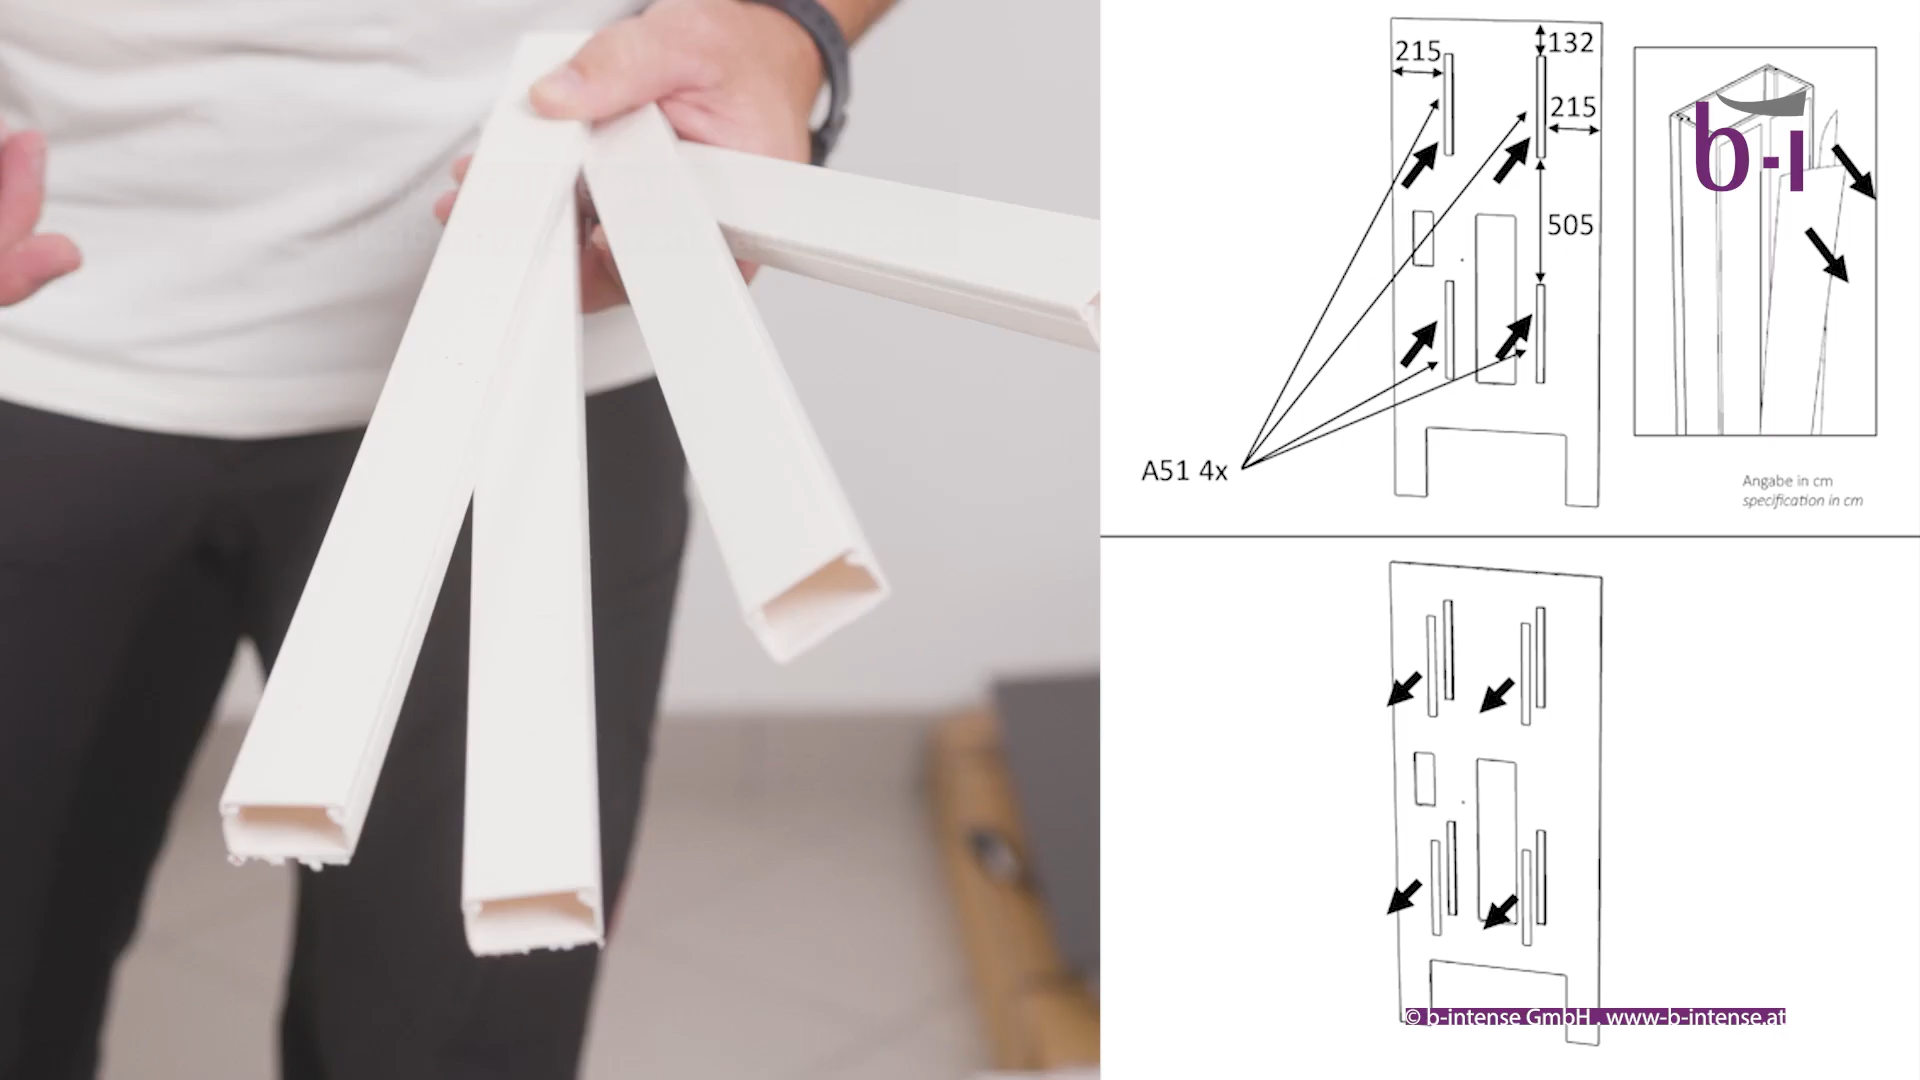 215
132
215
505
A51 4x
b-i
Angabe in cm
specification in cm
© b-intense GmbH, www-b-intense.at